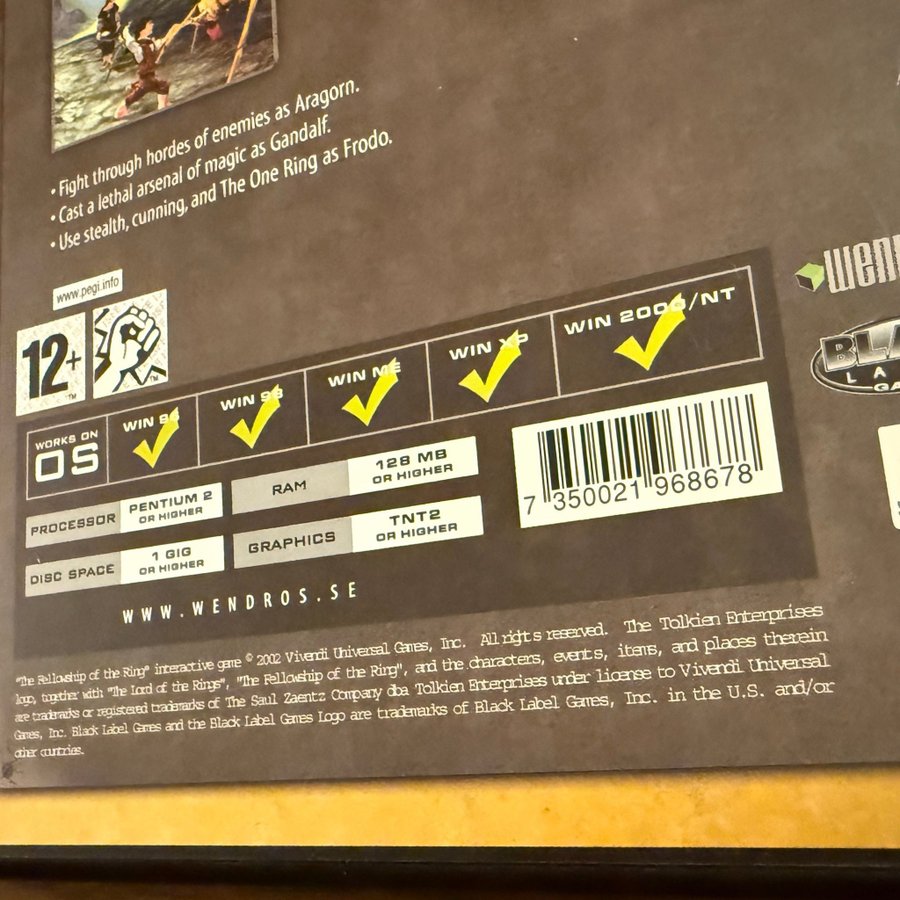 • Fight through hordes of enemies as Aragorn.
• Cast a lethal arsenal of magic as Gandalf.
• Use stealth, cunning, and The One Ring as Frodo.
www.pegi.info
12+
WORKS ON
OS
WIN
WIN 98
WIN ME
WIN XP
WIN 2000/NT
PROCESSOR
PENTIUM 2
OR HIGHER
RAM
128 MB
OR HIGHER
DISC SPACE
1 GIG
OR HIGHER
GRAPHICS
TNT2
OR HIGHER
7 350021 968678
WWW.WENDROS.SE
"The Fellowship of the Ring" interactive game © 2002 Vivendi Universal Games, Inc. All rights reserved. The Tolkien Enterprises
logo, together with "The Lord of the Rings", "The Fellowship of the Ring", and the characters, events, items, and places therein
are trademarks or registered trademarks of The Saul Zaentz Company dba Tolkien Enterprises under license to Vivendi Universal
Games, Inc. Black Label Games and the Black Label Games Logo are trademarks of Black Label Games, Inc. in the U.S. and/or
other countries.